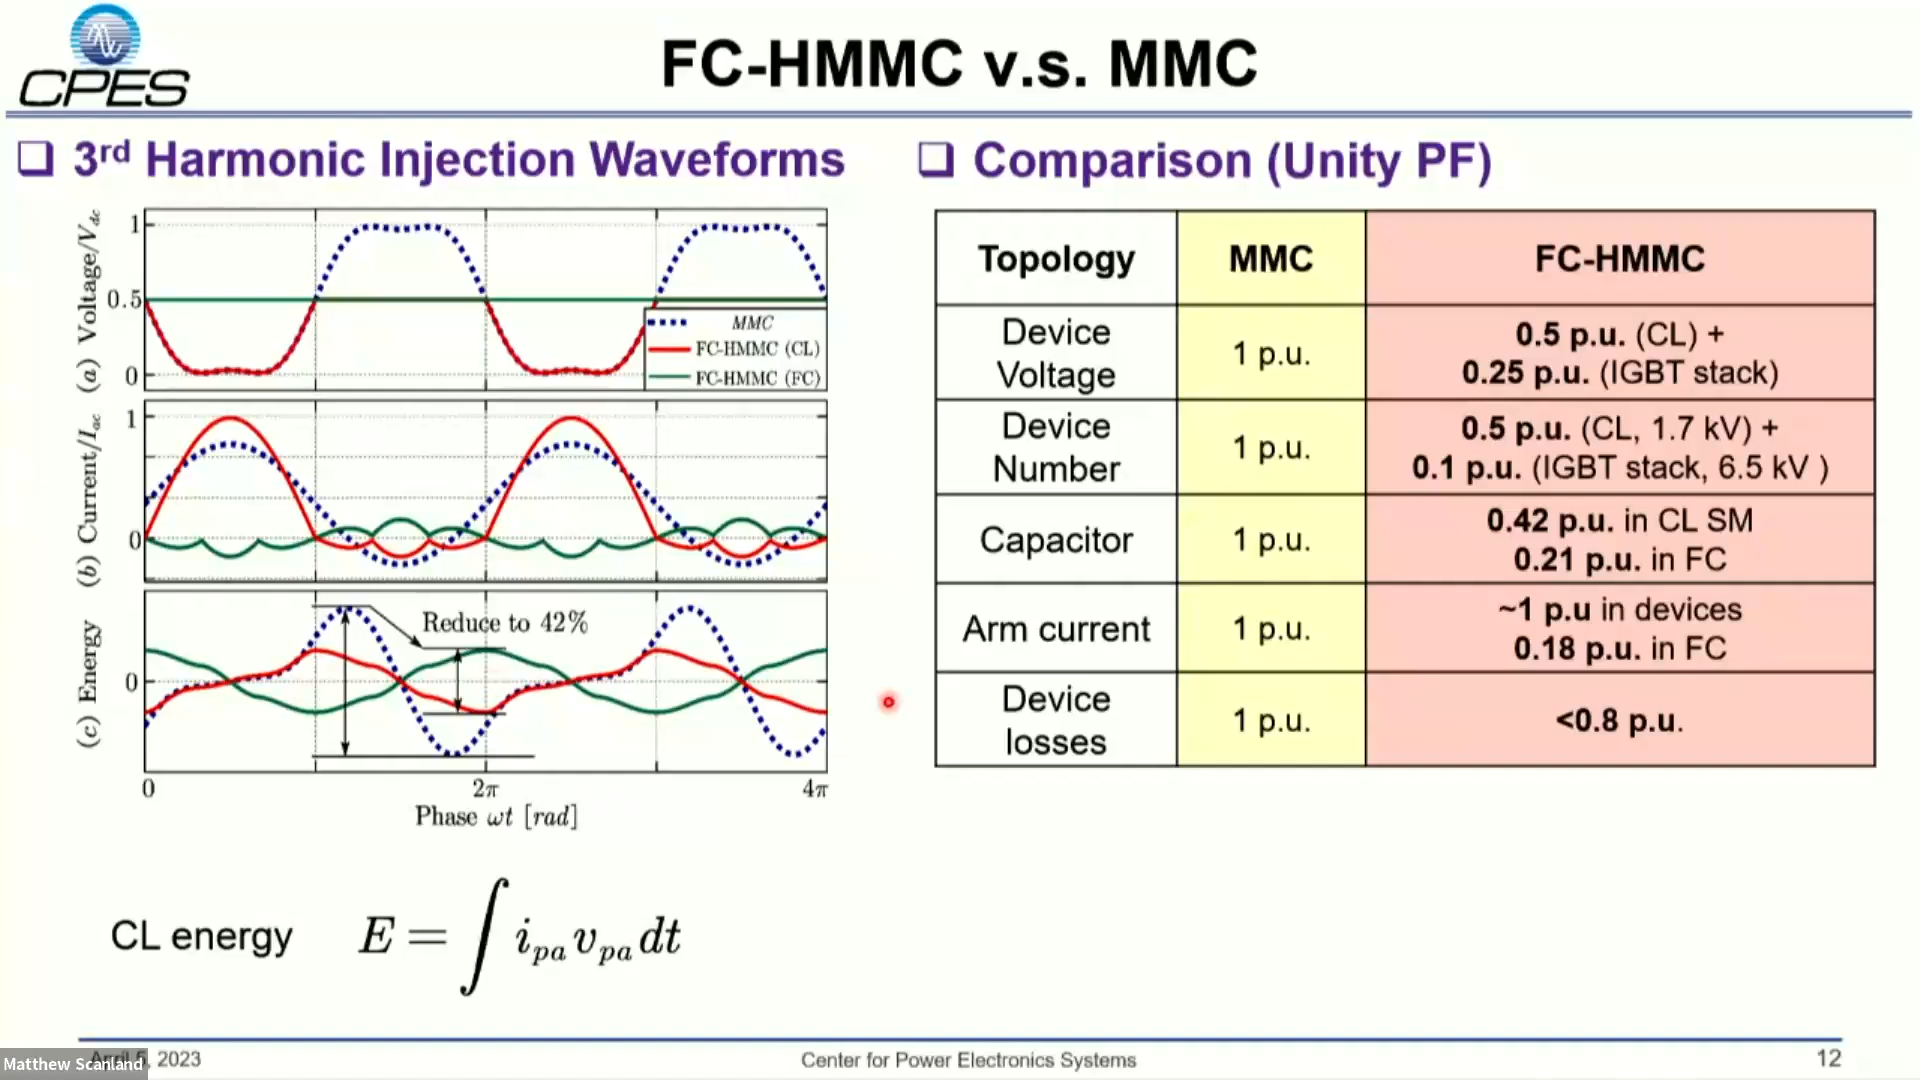 CPES
FC-HMMC v.s. MMC
3rd Harmonic Injection Waveforms
(a) Voltage/Vdc
1
0.5
0
MMC
FC-HMMC (CL)
FC-HMMC (FC)
(b) Current/Iac
1
0
(c) Energy
0
Reduce to 42%
0
2π
4π
Phase ωt [rad]
CL energy E = ∫ ipa vpa dt
Comparison (Unity PF)
Topology
MMC
FC-HMMC
Device
Voltage
1 p.u.
0.5 p.u. (CL) +
0.25 p.u. (IGBT stack)
Device
Number
1 p.u.
0.5 p.u. (CL, 1.7 kV) +
0.1 p.u. (IGBT stack, 6.5 kV )
Capacitor
1 p.u.
0.42 p.u. in CL SM
0.21 p.u. in FC
Arm current
1 p.u.
~1 p.u in devices
0.18 p.u. in FC
Device
losses
1 p.u.
<0.8 p.u.
April 5, 2023
Matthew Scanland
Center for Power Electronics Systems
12